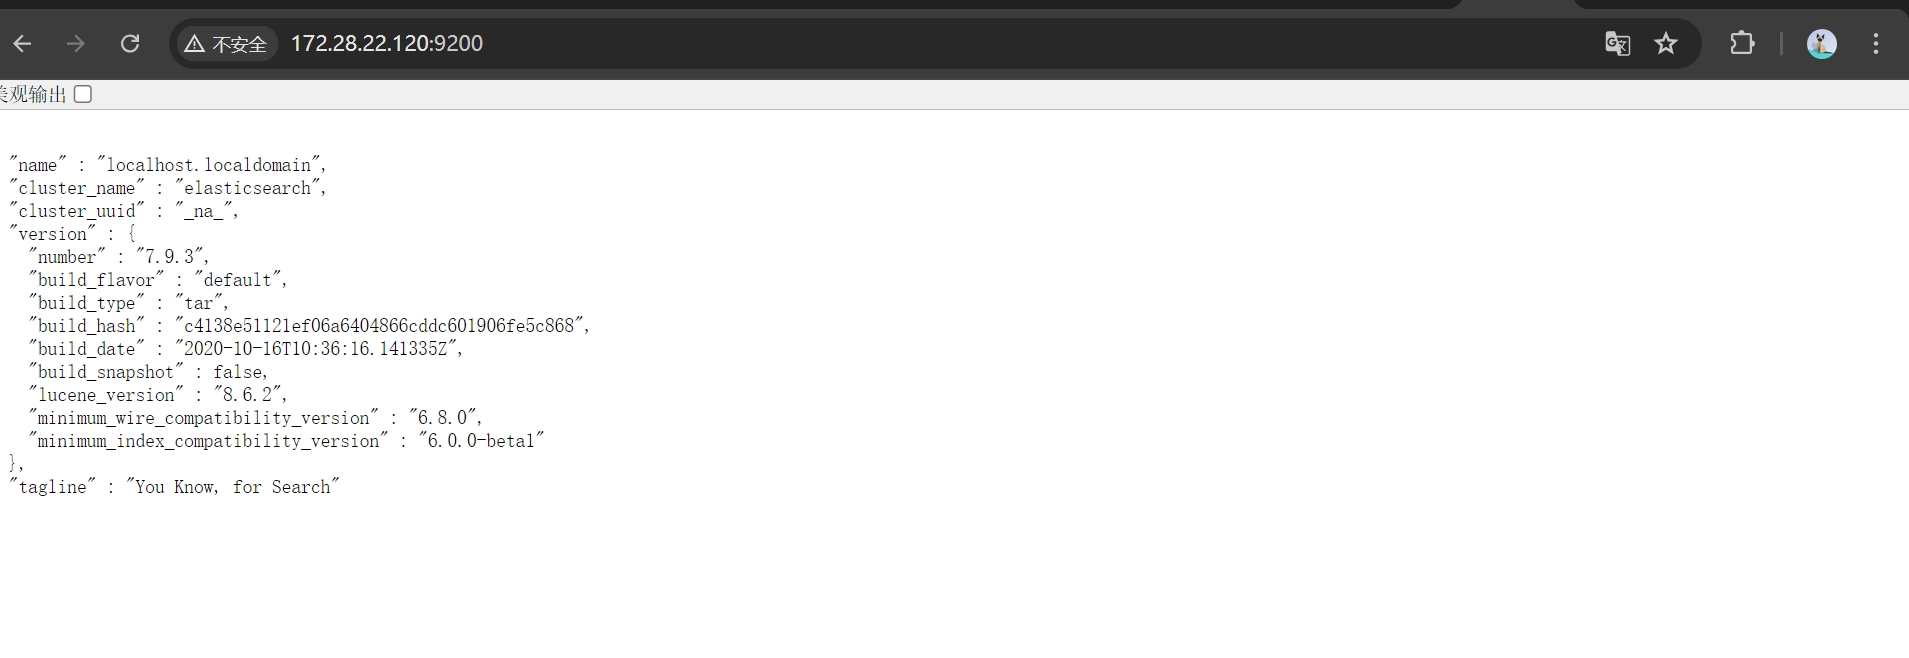 不安全 172.28.22.120:9200
美观输出
"name" : "localhost.localdomain",
"cluster_name" : "elasticsearch",
"cluster_uuid" : "_na_",
"version" : {
"number" : "7.9.3",
"build_flavor" : "default",
"build_type" : "tar",
"build_hash" : "c4138e51121ef06a6404866cddc601906fe5c868",
"build_date" : "2020-10-16T10:36:16.141335Z",
"build_snapshot" : false,
"lucene_version" : "8.6.2",
"minimum_wire_compatibility_version" : "6.8.0",
"minimum_index_compatibility_version" : "6.0.0-beta1"
},
"tagline" : "You Know, for Search"